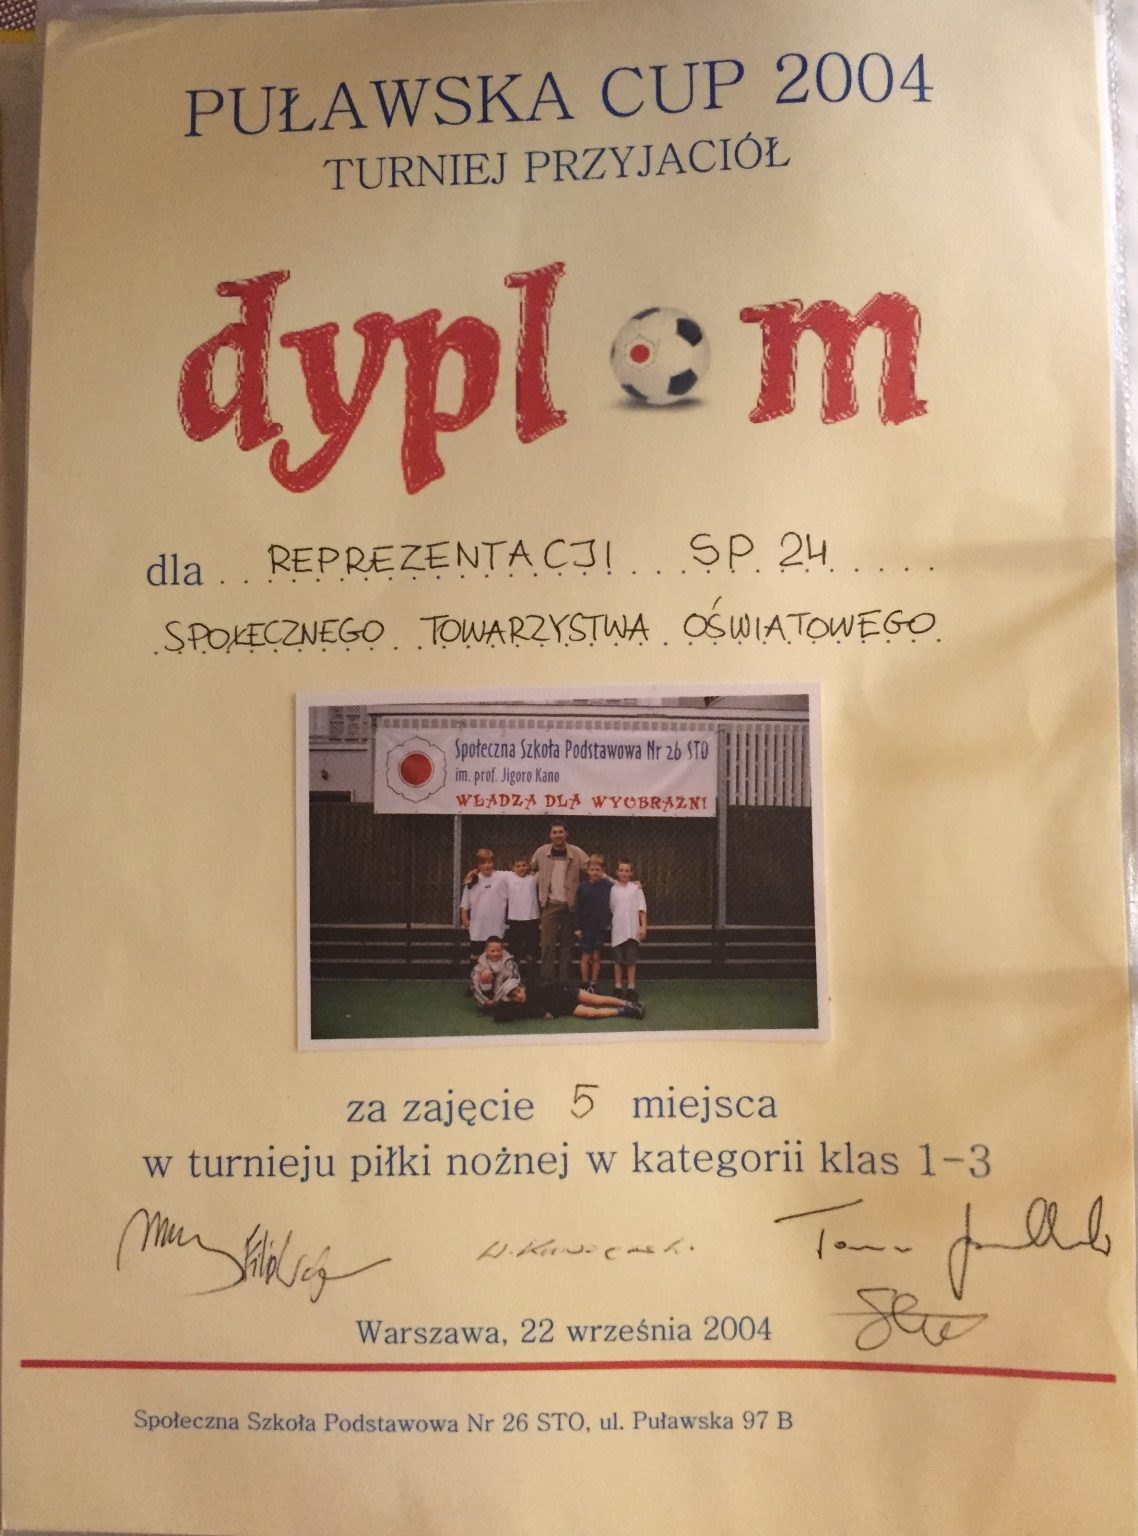 PUŁAWSKA CUP 2004
TURNIEJ PRZYJACIÓŁ
dypl m
dla REPREZENTACJI SP 24
SPOŁECZNEGO TOWARZYSTWA OŚWIATOWEGO
Społeczna Szkoła Podstawowa Nr 26 STO
im. prof. Jigoro Kano
WŁADZA DLA WYOBRAŹNI
za zajęcie 5 miejsca
w turnieju piłki nożnej w kategorii klas 1-3
Warszawa, 22 września 2004
Społeczna Szkoła Podstawowa Nr 26 STO, ul. Puławska 97 B